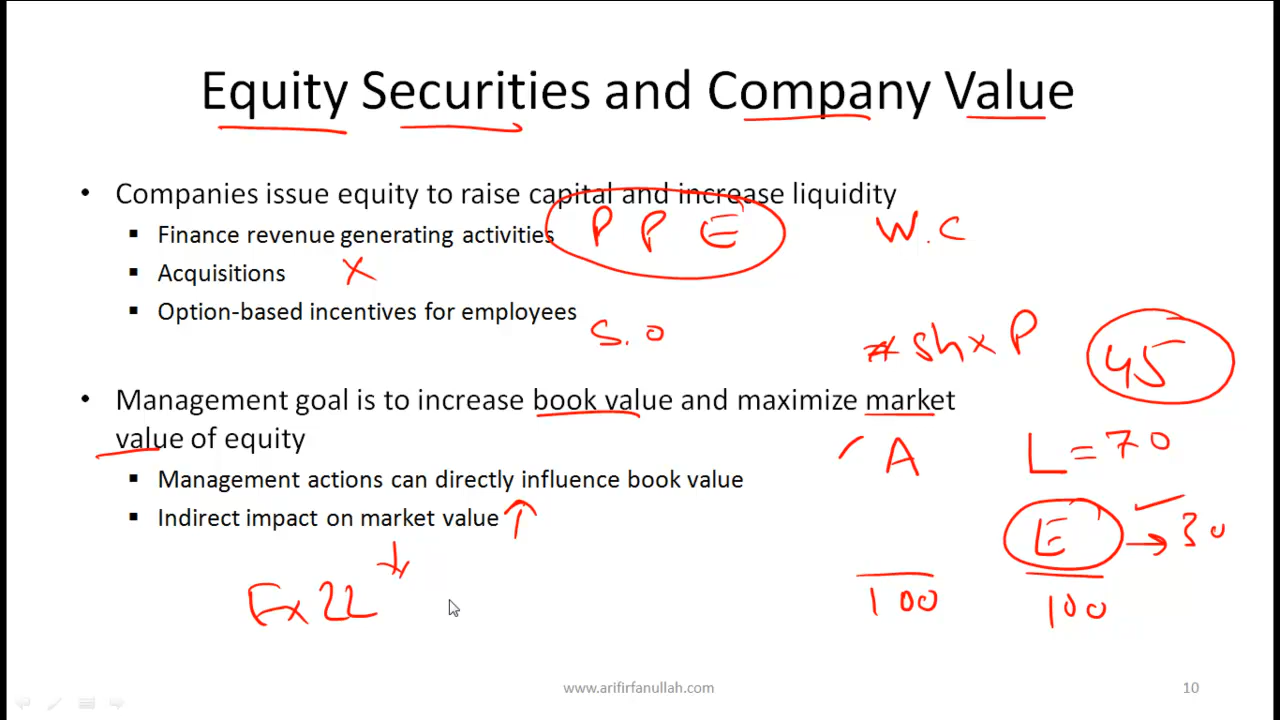 Equity Securities and Company Value
• Companies issue equity to raise capital and increase liquidity
▪ Finance revenue generating activities P P E W.C
▪ Acquisitions X
▪ Option-based incentives for employees S.O
# sh x P 45
• Management goal is to increase book value and maximize market
value of equity
A L = 70
▪ Management actions can directly influence book value
▪ Indirect impact on market value ↑
E → 30
Ex 22
100 100
www.arifirfanullah.com 10